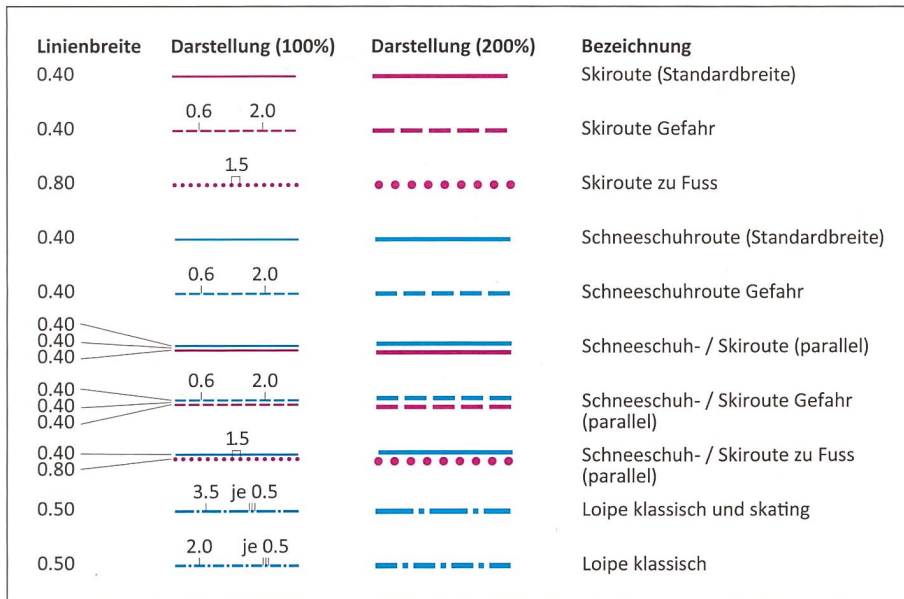 Linienbreite Darstellung (100%) Darstellung (200%) Bezeichnung
0.40 Skiroute (Standardbreite)
0.6 2.0
0.40 Skiroute Gefahr
1.5
0.80 Skiroute zu Fuss
0.40 Schneeschuhroute (Standardbreite)
0.6 2.0
0.40 Schneeschuhroute Gefahr
0.40
0.40 Schneeschuh- / Skiroute (parallel)
0.40
0.6 2.0
0.40 Schneeschuh- / Skiroute Gefahr
0.40
0.40 (parallel)
1.5
0.40 Schneeschuh- / Skiroute zu Fuss
0.80 (parallel)
3.5 je 0.5
0.50 Loipe klassisch und skating
2.0 je 0.5
0.50 Loipe klassisch